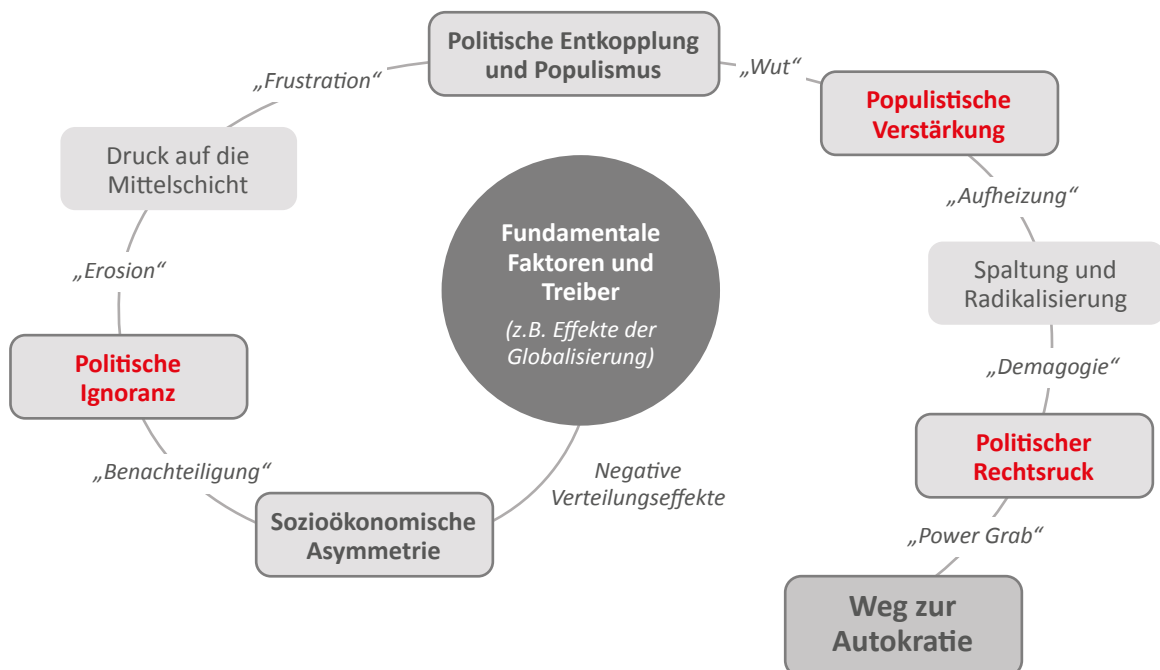 Politische Entkopplung
und Populismus
„Frustration“
„Wut“
Populistische
Verstärkung
Druck auf die
Mittelschicht
„Aufheizung“
Fundamentale
Faktoren und
Treiber
(z.B. Effekte der
Globalisierung)
„Erosion“
Spaltung und
Radikalisierung
Politische
Ignoranz
„Demagogie“
„Benachteiligung“
Negative
Verteilungseffekte
Politischer
Rechtsruck
Sozioökonomische
Asymmetrie
„Power Grab“
Weg zur
Autokratie